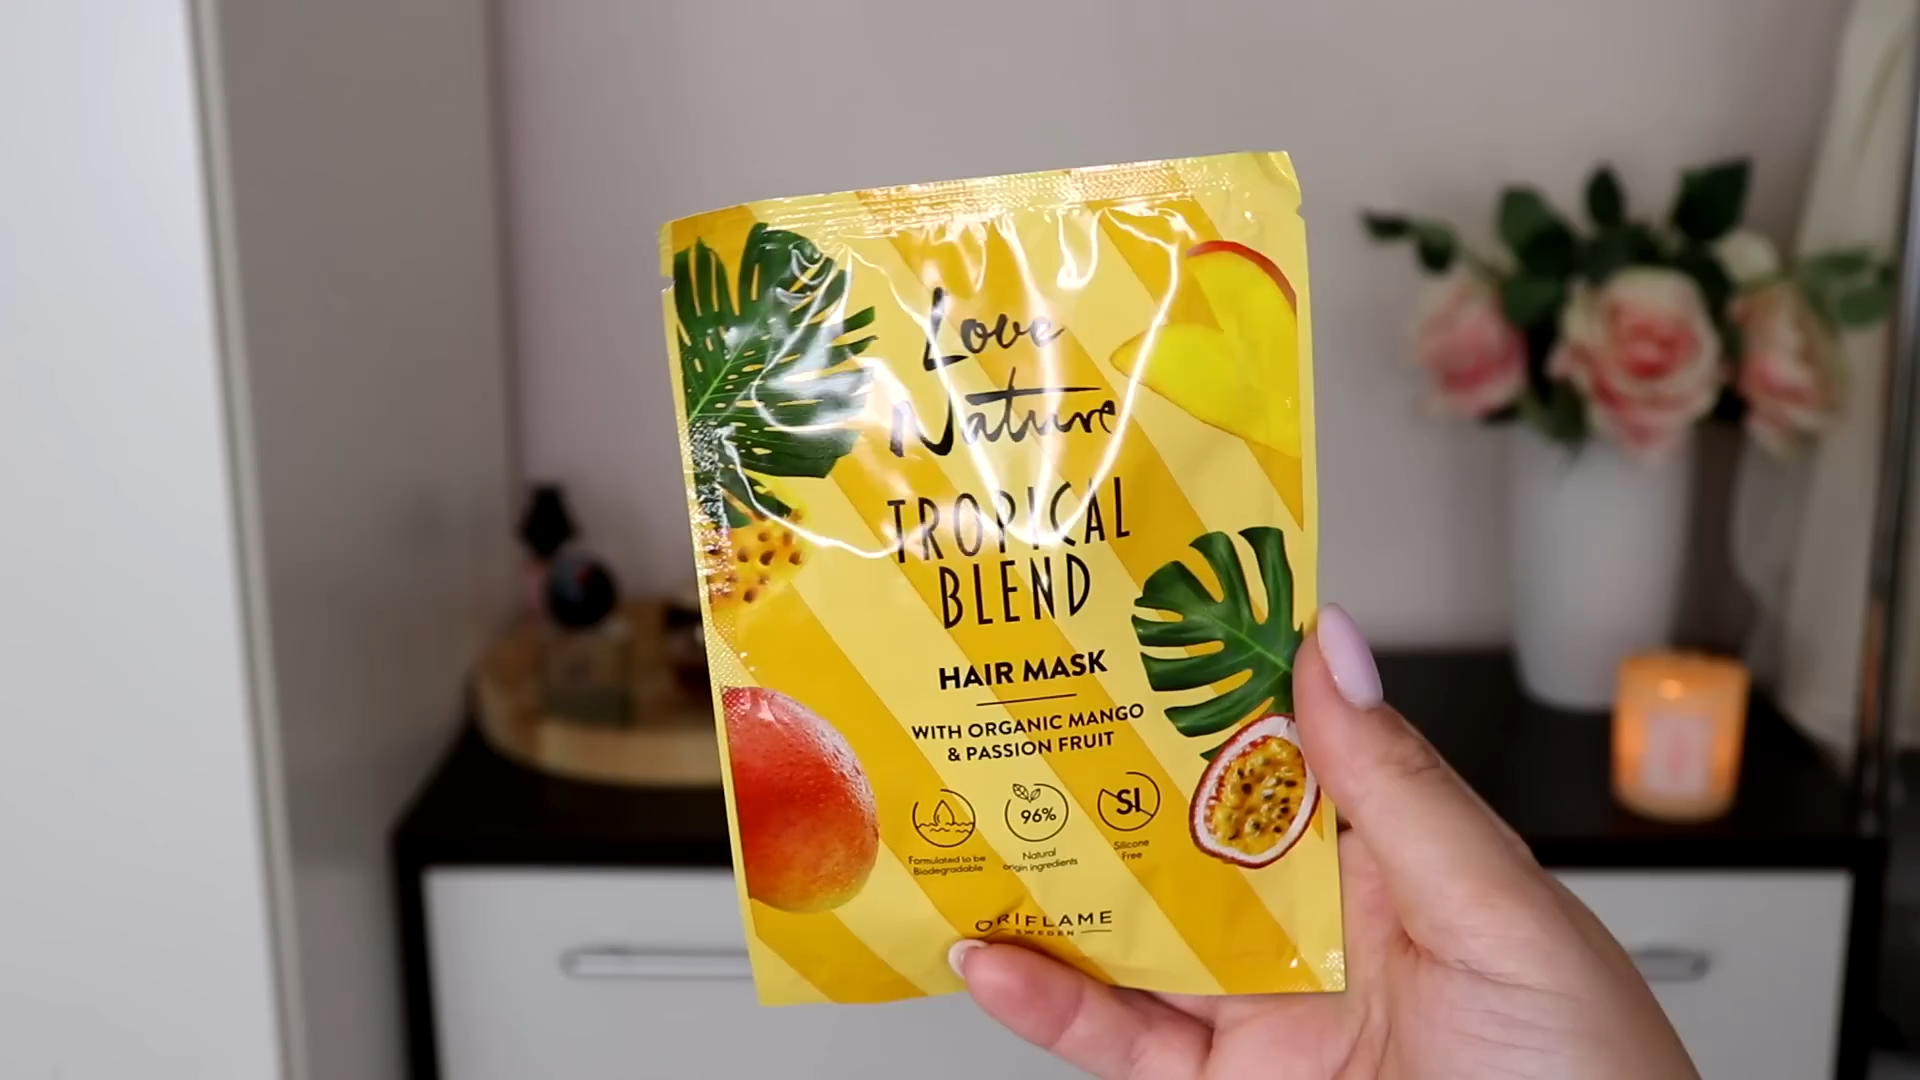 Love
Nature
TROPICAL
BLEND
HAIR MASK
WITH ORGANIC MANGO
& PASSION FRUIT
96%
SI
Formulated to be
Biodegradable
Natural
origin ingredients
Silicone
Free
ORIFLAME
SWEDEN